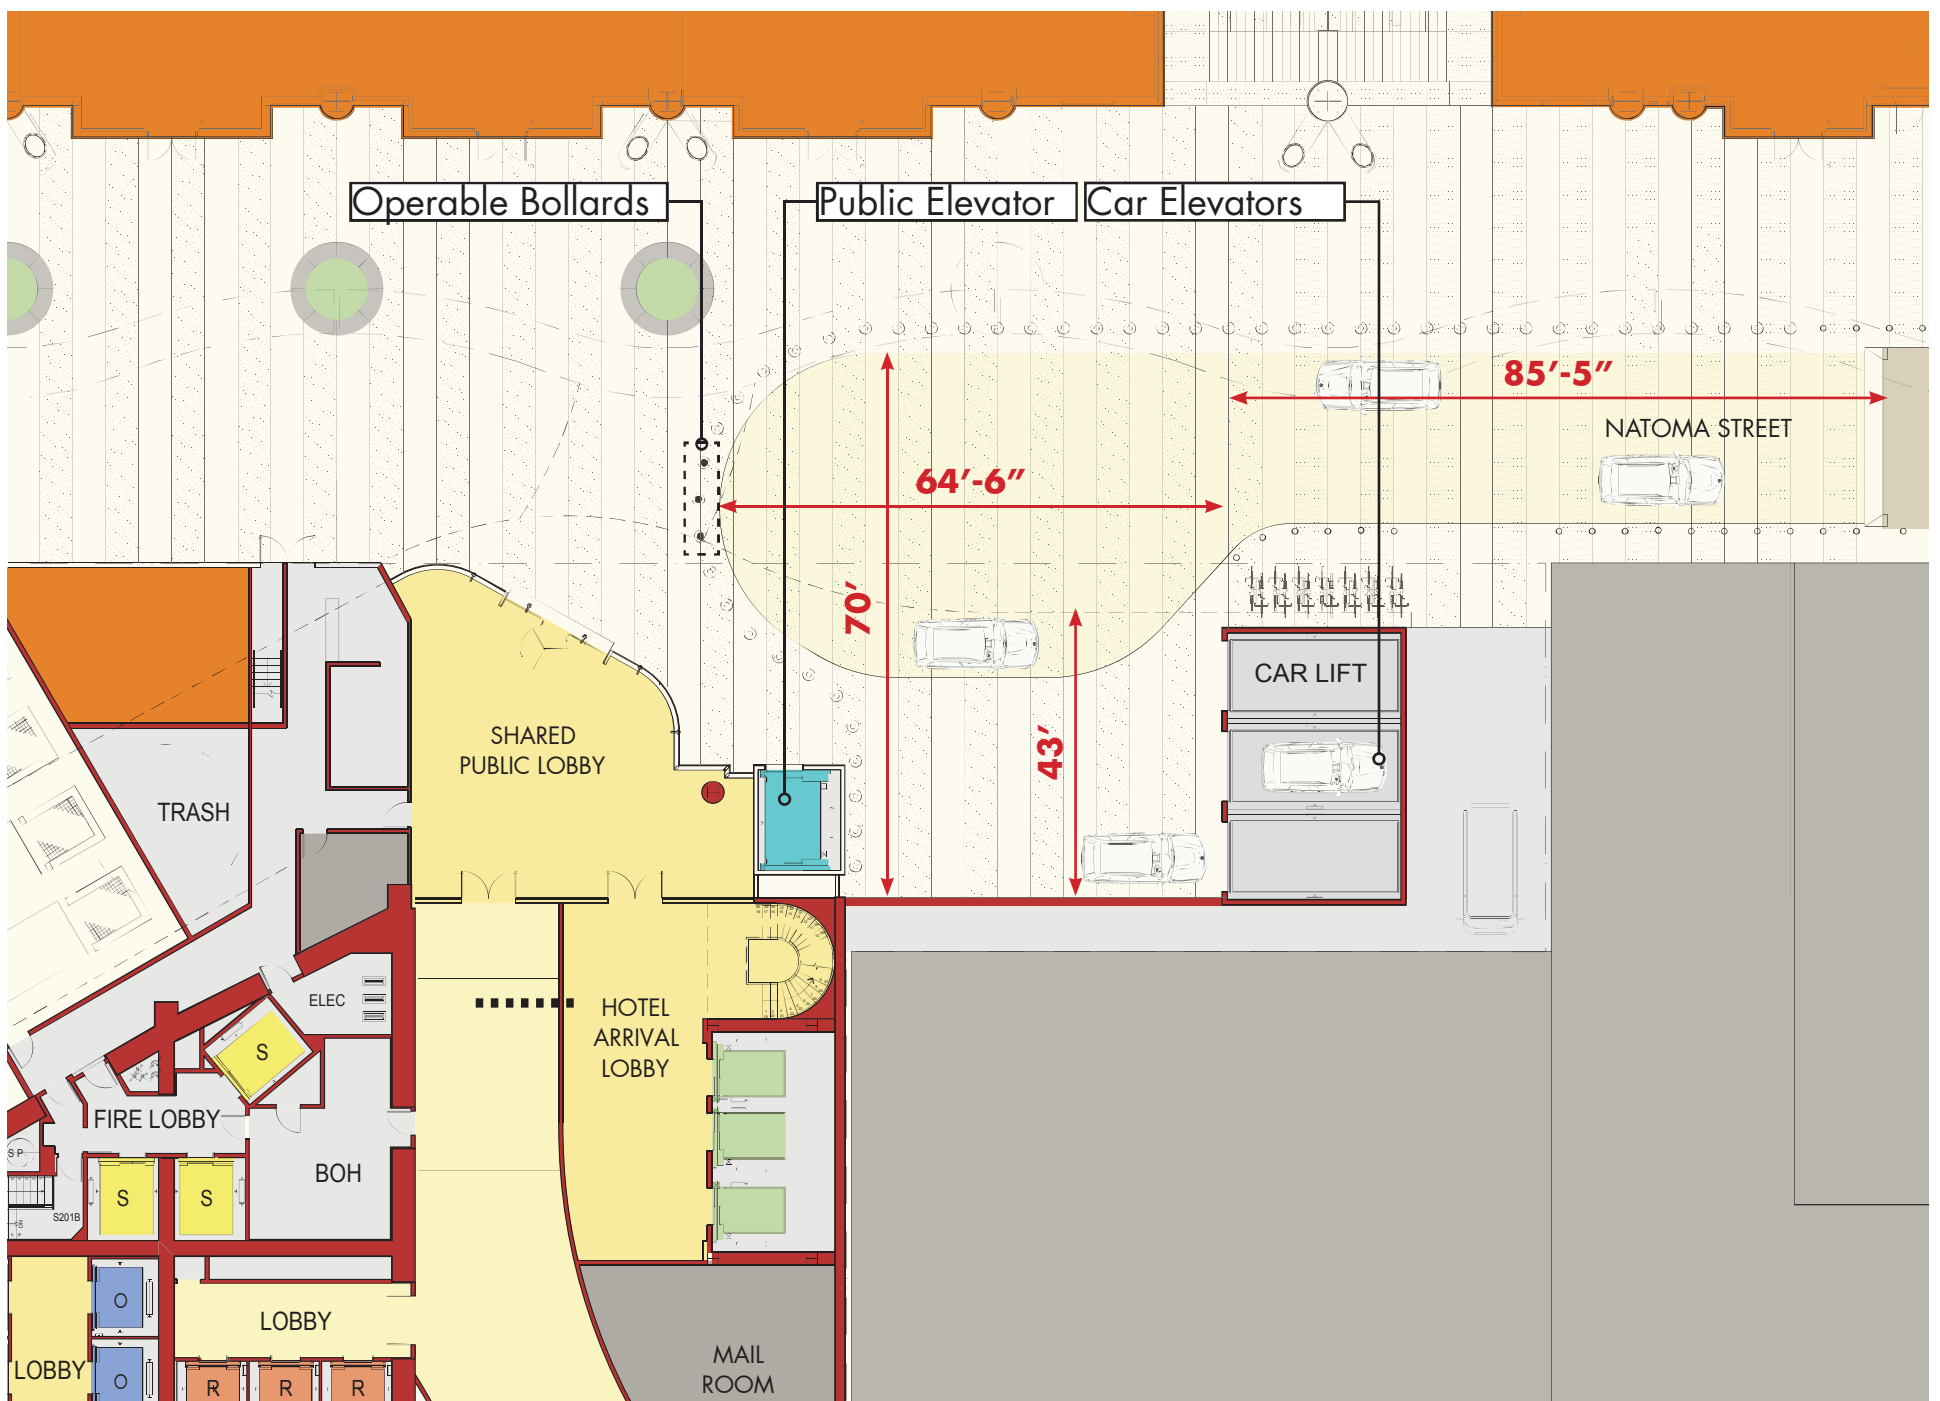 Operable Bollards
Public Elevator
Car Elevators
85'-5"
NATOMA STREET
64'-6"
70'
43'
CAR LIFT
SHARED
PUBLIC LOBBY
TRASH
ELEC
HOTEL
ARRIVAL
LOBBY
S
FIRE LOBBY
S P
BOH
S
S
S201B
DN
O
LOBBY
LOBBY
O
MAIL
ROOM
R
R
R